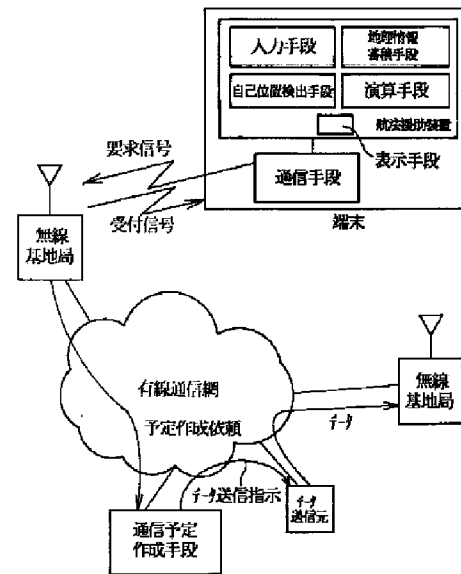 入力手段
地理情報
蓄積手段
自己位置検出手段
演算手段
航法援助装置
表示手段
通信手段
端末
要求信号
受付信号
無線
基地局
有線通信網
予定作成依頼
データ
無線
基地局
データ送信指示
データ
送信元
通信予定
作成手段